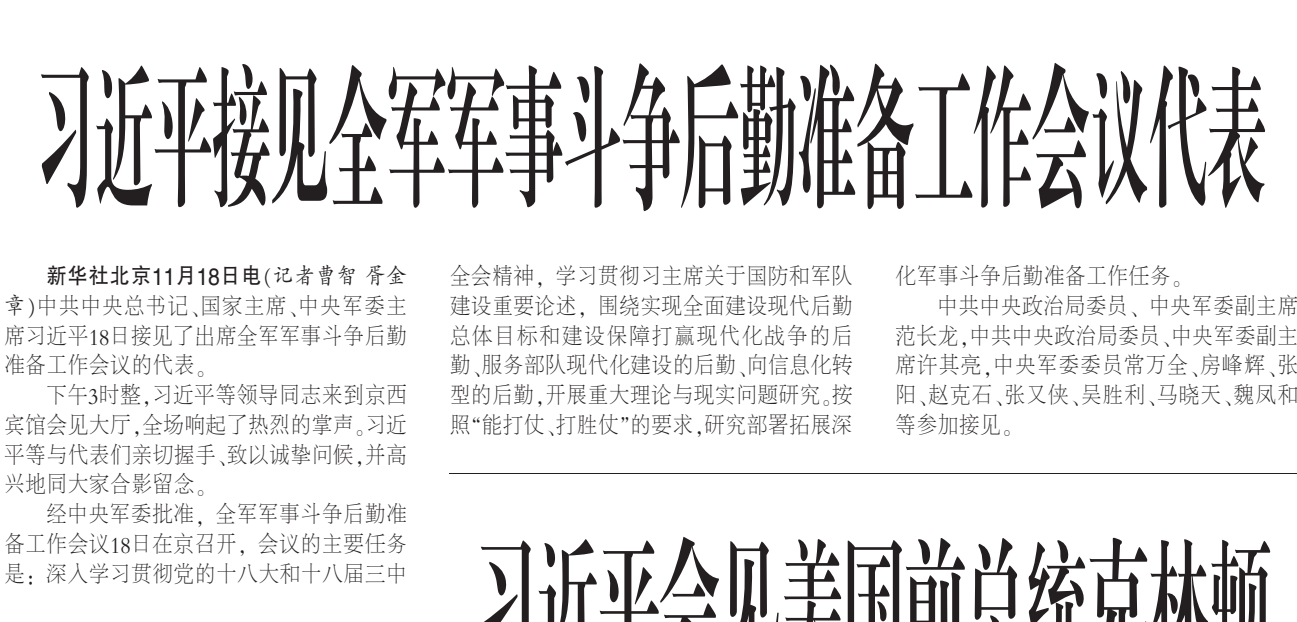 习近平接见全军军事斗争后勤准备工作会议代表
新华社北京11月18日电(记者曹智 胥金
章)中共中央总书记、国家主席、中央军委主
席习近平18日接见了出席全军军事斗争后勤
准备工作会议的代表。
下午3时整,习近平等领导同志来到京西
宾馆会见大厅,全场响起了热烈的掌声。习近
平等与代表们亲切握手、致以诚挚问候,并高
兴地同大家合影留念。
经中央军委批准，全军军事斗争后勤准
备工作会议18日在京召开，会议的主要任务
是：深入学习贯彻党的十八大和十八届三中
全会精神，学习贯彻习主席关于国防和军队
建设重要论述，围绕实现全面建设现代后勤
总体目标和建设保障打赢现代化战争的后
勤、服务部队现代化建设的后勤、向信息化转
型的后勤,开展重大理论与现实问题研究。按
照“能打仗、打胜仗”的要求,研究部署拓展深
化军事斗争后勤准备工作任务。
中共中央政治局委员、中央军委副主席
范长龙,中共中央政治局委员、中央军委副主
席许其亮,中央军委委员常万全、房峰辉、张
阳、赵克石、张又侠、吴胜利、马晓天、魏凤和
等参加接见。
习近平会见美国前总统克林顿